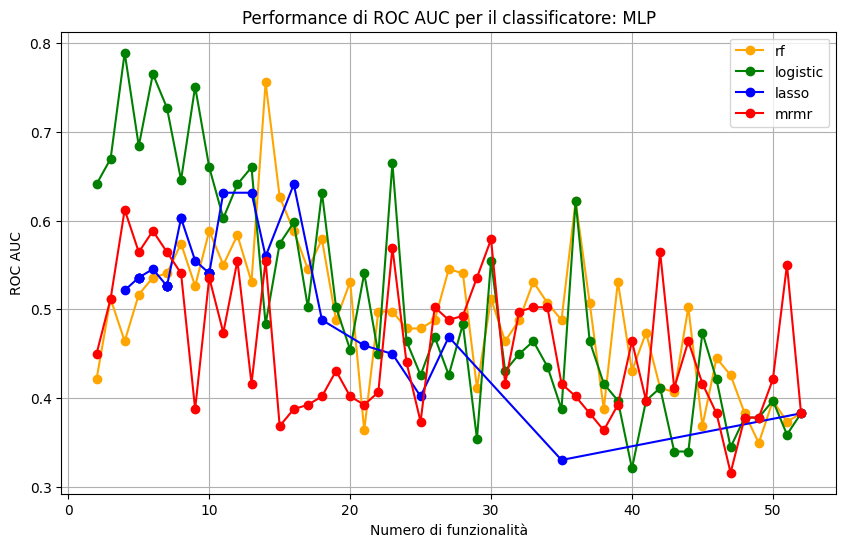 Performance di ROC AUC per il classificatore: MLP
rf
logistic
lasso
mrmr
ROC AUC
0.8
0.7
0.6
0.5
0.4
0.3
0
10
20
30
40
50
Numero di funzionalità